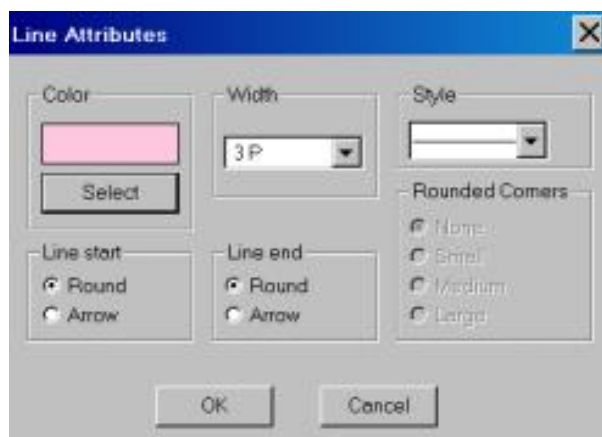 Line Attributes
Color
Width
Style
3 P
Select
Rounded Corners
None
Small
Medium
Large
Line start
Round
Arrow
Line end
Round
Arrow
OK
Cancel